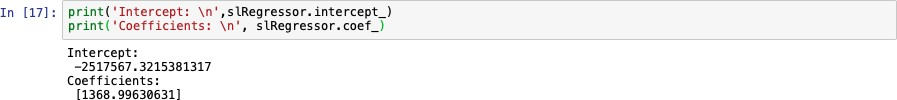 In [17]: print('Intercept: \n',slRegressor.intercept_)
print('Coefficients: \n', slRegressor.coef_)
Intercept:
 -2517567.3215381317
Coefficients:
 [1368.99630631]